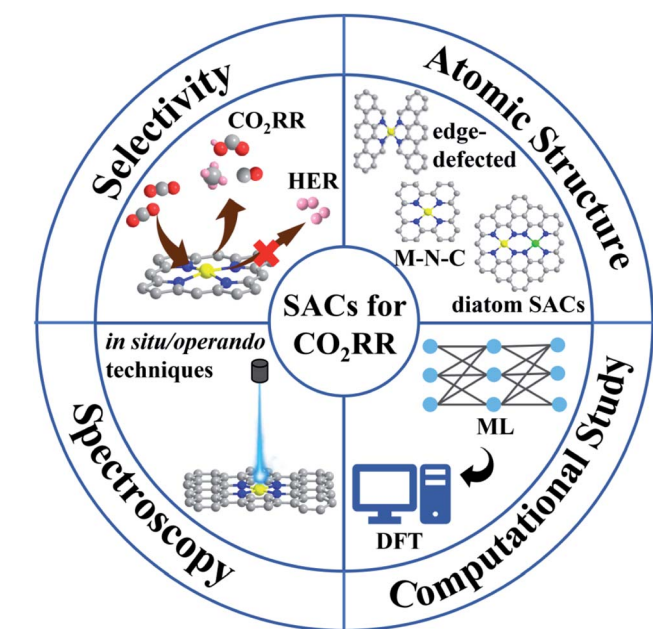 Selectivity
CO₂RR
HER
Atomic Structure
edge-
defected
M-N-C
diatom SACs
SACs for
CO₂RR
in situ/operando
techniques
Spectroscopy
ML
DFT
Computational Study